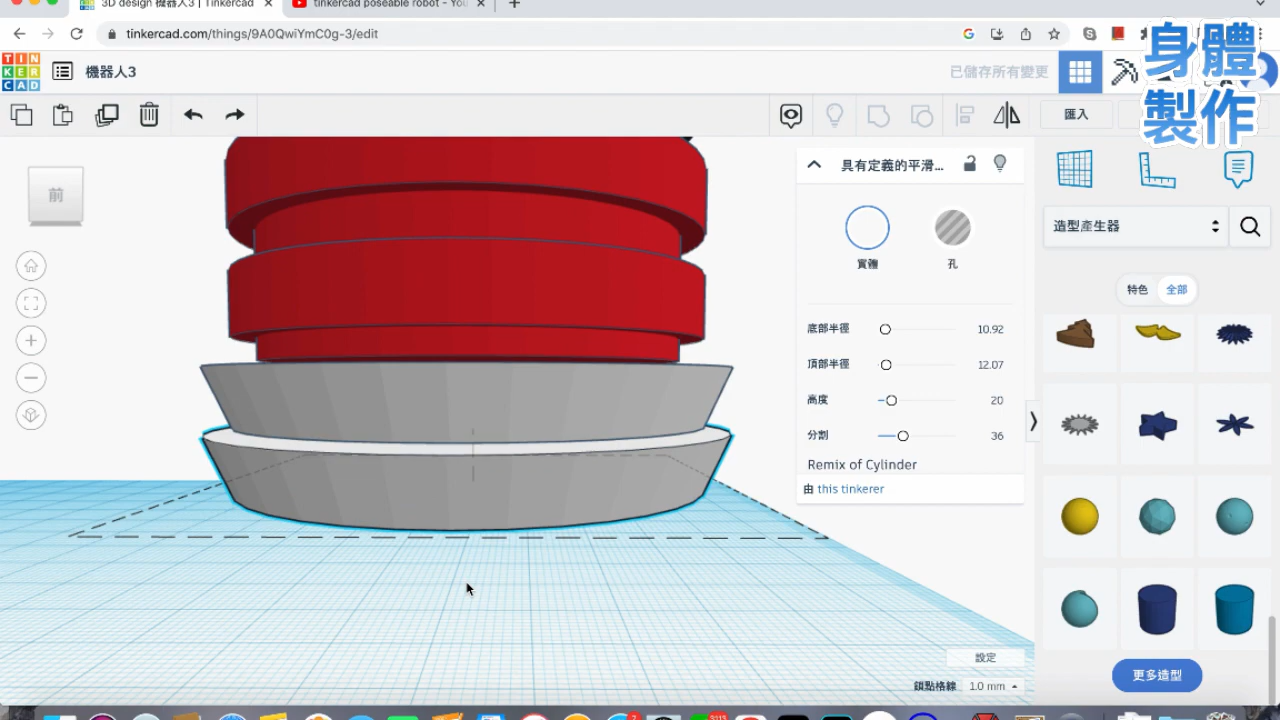 3D design 機器人3 | Tinkercad
tinkercad poseable robot - You
tinkercad.com/things/9A0QwiYmC0g-3/edit
身體
製作
TIN
KER
CAD
機器人3
已儲存所有變更
匯入
前
具有定義的平滑...
實體
孔
底部半徑 10.92
頂部半徑 12.07
高度 20
分割 36
Remix of Cylinder
由 this tinkerer
造型產生器
特色
全部
更多造型
設定
鎖點格線 1.0 mm